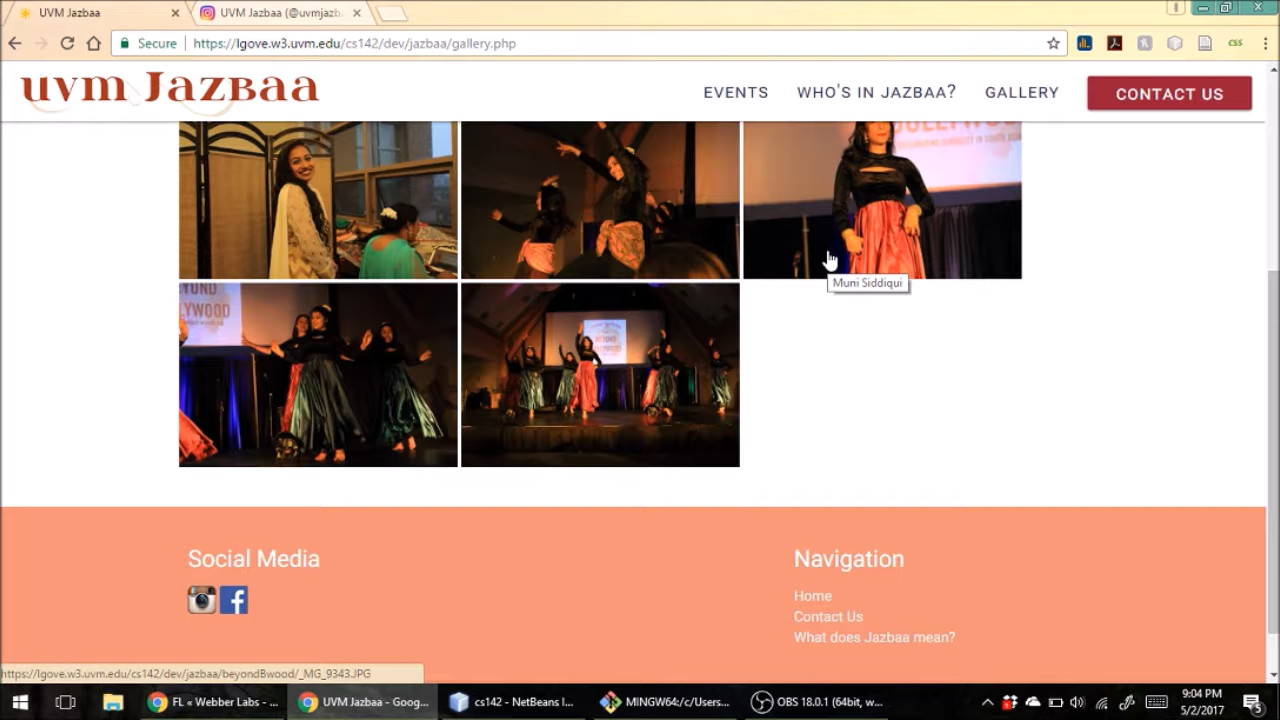 UVM Jazbaa
UVM Jazbaa (@uvmjazb
Secure
https://lgove.w3.uvm.edu/cs142/dev/jazbaa/gallery.php
CSS
uvm Jazbaa
EVENTS
WHO'S IN JAZBAA?
GALLERY
CONTACT US
Muni Siddiqui
EYOND
LLYWOOD
Social Media
Navigation
Home
Contact Us
What does Jazbaa mean?
https://lgove.w3.uvm.edu/cs142/dev/jazbaa/beyondBwood/_MG_9343.JPG
FL « Webber Labs - ...
UVM Jazbaa - Goog...
cs142 - NetBeans I...
MINGW64:/c/Users...
OBS 18.0.1 (64bit, w...
9:04 PM
5/2/2017